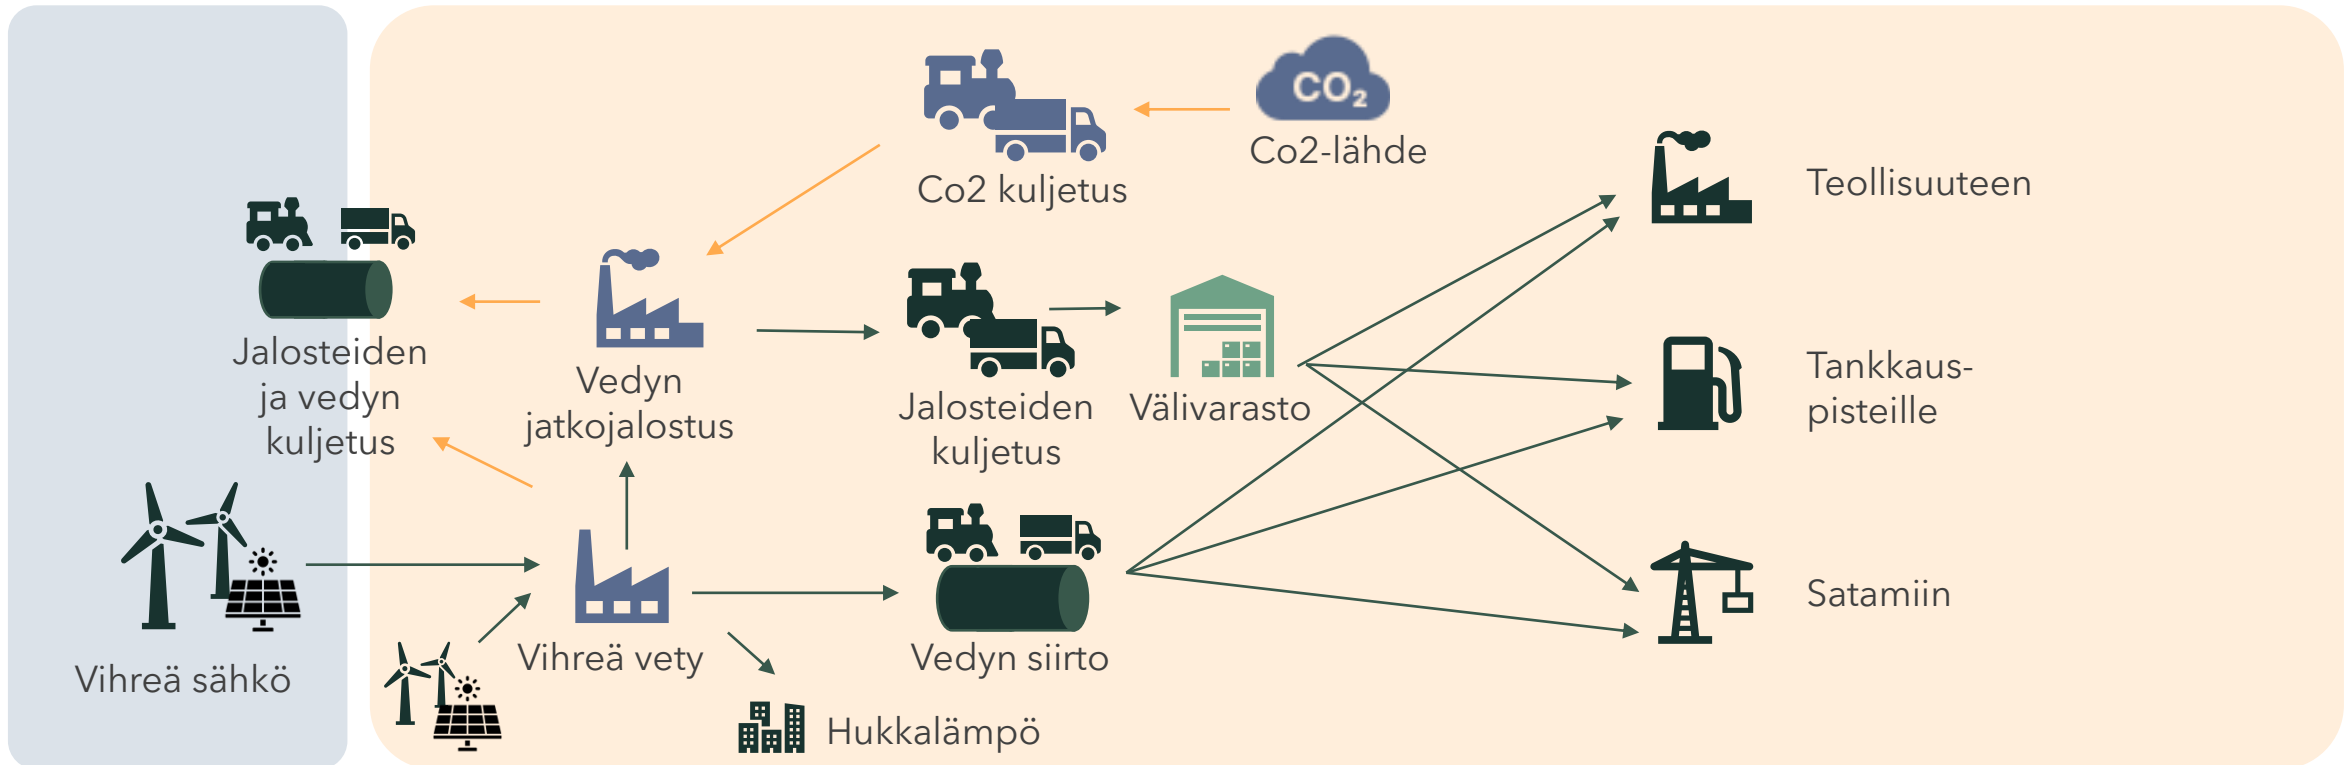 CO₂
Co2-lähde
Co2 kuljetus
Teollisuuteen
Jalosteiden
ja vedyn
kuljetus
Vedyn
jatkojalostus
Jalosteiden
kuljetus
Välivarasto
Tankkaus-
pisteille
Vihreä sähkö
Vihreä vety
Vedyn siirto
Satamiin
Hukkalämpö